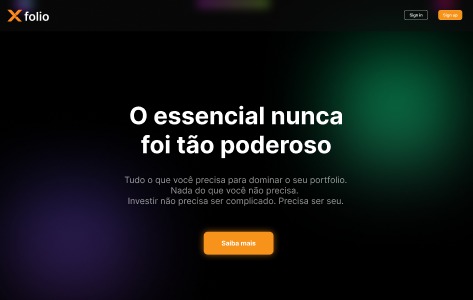 X folio
Sign in
Sign up
O essencial nunca
foi tão poderoso
Tudo o que você precisa para dominar o seu portfolio.
Nada do que você não precisa.
Investir não precisa ser complicado. Precisa ser seu.
Saiba mais